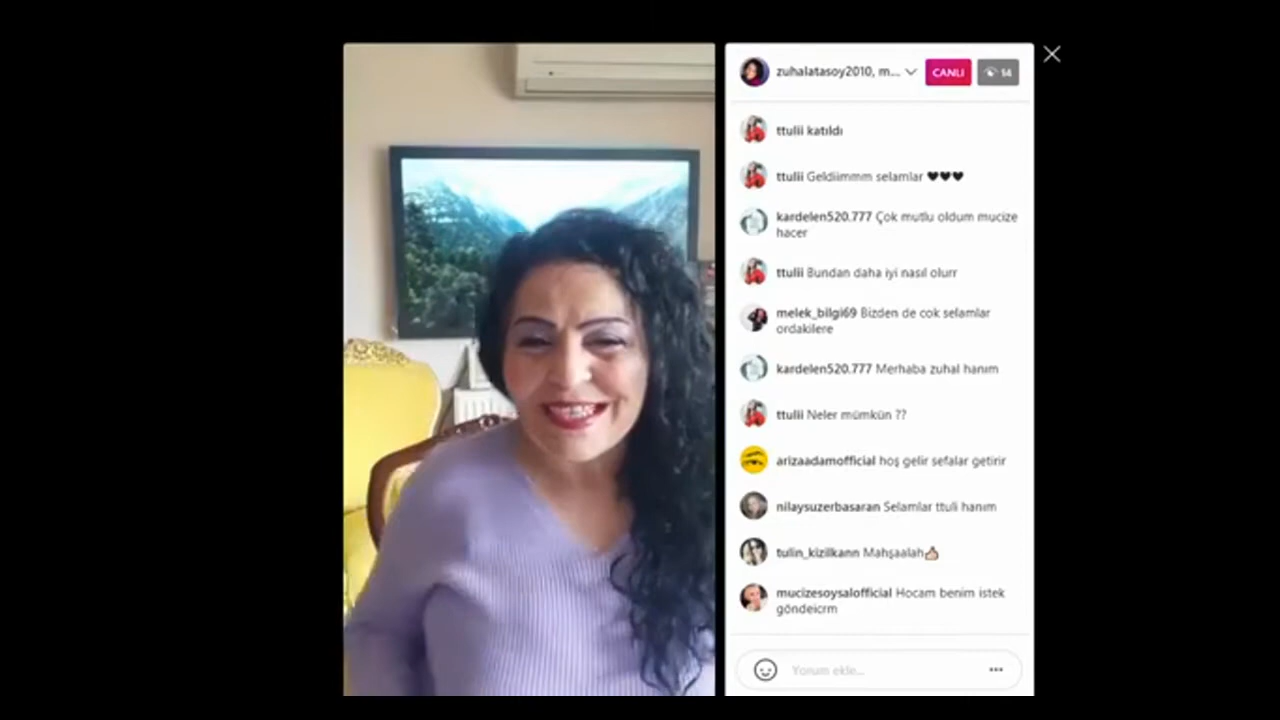 zuhalatasoy2010, m...
CANLI
14
ttulii katıldı
ttulii Geldiimmm selamlar 🖤🖤🖤
kardelen520.777 Çok mutlu oldum mucize
hacer
ttulii Bundan daha iyi nasıl olurr
melek_bilgi69 Bizden de cok selamlar
ordakilere
kardelen520.777 Merhaba zuhal hanım
ttulii Neler mümkün ??
arizaadamofficial hoş gelir sefalar getirir
nilaysuzerbasaran Selamlar ttuli hanım
tulin_kizilkann Mahşaalah👍
mucizesoysalofficial Hocam benim istek
göndeicrm
Yorum ekle...